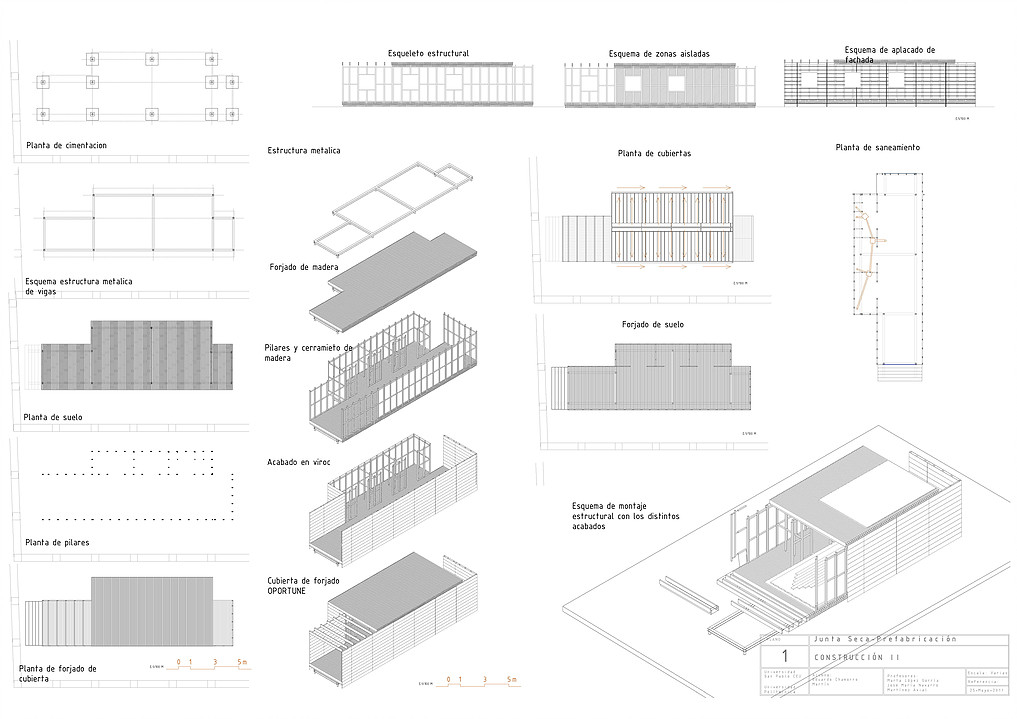 Esqueleto estructural
Esquema de zonas aisladas
Esquema de aplacado de
fachada
Planta de cimentacion
Estructura metalica
Planta de cubiertas
Planta de saneamiento
Esquema estructura metalica
de vigas
Forjado de madera
Forjado de suelo
Pilares y cerramieto de
madera
Planta de suelo
Acabado en viroc
Esquema de montaje
estructural con los distintos
acabados
Planta de pilares
Cubierta de forjado
OPORTUNE
Planta de forjado de
cubierta
0 1 3 5m
0 1 3 5m
Junta Seca-Prefabricación
1
CONSTRUCCIÓN II